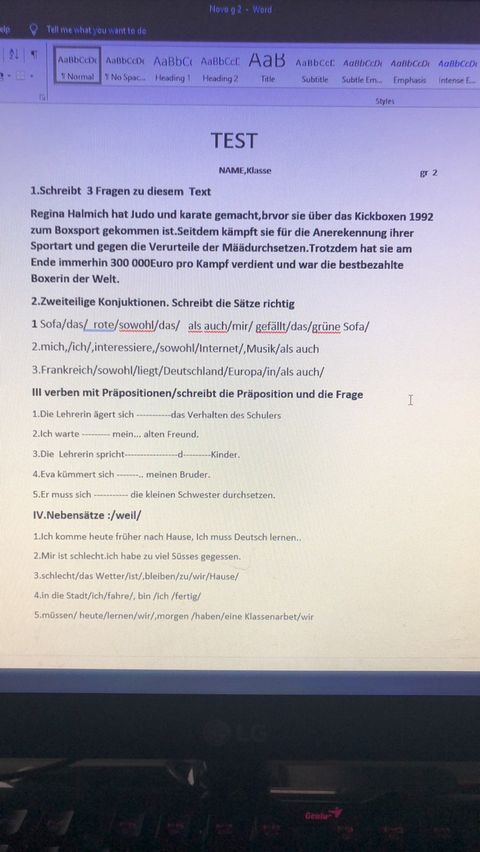 Novo g 2 - Word
elp Tell me what you want to do
AaBbCcDc AaBbCcDc AaBbCc AaBbCcC AaB AaBbCcC AaBbCcDc AaBbCcDc AaBbCcDc
¶ Normal ¶ No Spac... Heading 1 Heading 2 Title Subtitle Subtle Em... Emphasis Intense E...
Styles
TEST
NAME,Klasse gr 2
1.Schreibt 3 Fragen zu diesem Text
Regina Halmich hat Judo und karate gemacht,brvor sie über das Kickboxen 1992
zum Boxsport gekommen ist.Seitdem kämpft sie für die Anerekennung ihrer
Sportart und gegen die Verurteile der Määdurchsetzen.Trotzdem hat sie am
Ende immerhin 300 000Euro pro Kampf verdient und war die bestbezahlte
Boxerin der Welt.
2.Zweiteilige Konjuktionen. Schreibt die Sätze richtig
1 Sofa/das/ rote/sowohl/das/ als auch/mir/ gefällt/das/grüne Sofa/
2.mich,/ich/,interessiere,/sowohl/Internet/,Musik/als auch
3.Frankreich/sowohl/liegt/Deutschland/Europa/in/als auch/
III verben mit Präpositionen/schreibt die Präposition und die Frage
1.Die Lehrerin ägert sich -----------das Verhalten des Schulers
2.Ich warte --------- mein... alten Freund.
3.Die Lehrerin spricht-----------------d---------Kinder.
4.Eva kümmert sich -------.. meinen Bruder.
5.Er muss sich ----------- die kleinen Schwester durchsetzen.
IV.Nebensätze :/weil/
1.Ich komme heute früher nach Hause, Ich muss Deutsch lernen..
2.Mir ist schlecht.ich habe zu viel Süsses gegessen.
3.schlecht/das Wetter/ist/,bleiben/zu/wir/Hause/
4.in die Stadt/ich/fahre/, bin /ich /fertig/
5.müssen/ heute/lernen/wir/,morgen /haben/eine Klassenarbet/wir
LG
Genius